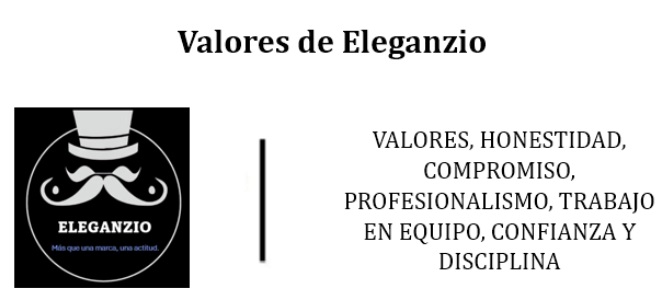 Valores de Eleganzio
ELEGANZIO
Más que una marca, una actitud.
VALORES, HONESTIDAD,
COMPROMISO,
PROFESIONALISMO, TRABAJO
EN EQUIPO, CONFIANZA Y
DISCIPLINA